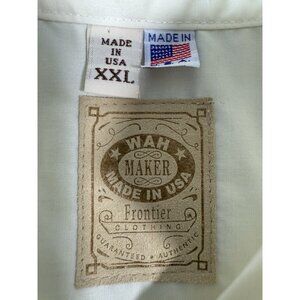 MADE IN
USA
XXL
MADE IN
WAH
MAKER
MADE IN USA
Frontier
CLOTHING
GUARANTEED ★ AUTHENTIC